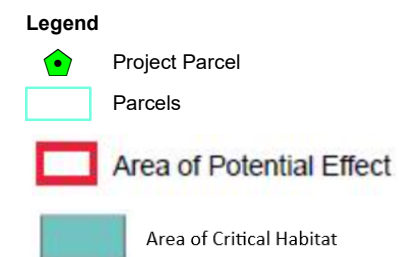 Legend
Project Parcel
Parcels
Area of Potential Effect
Area of Critical Habitat